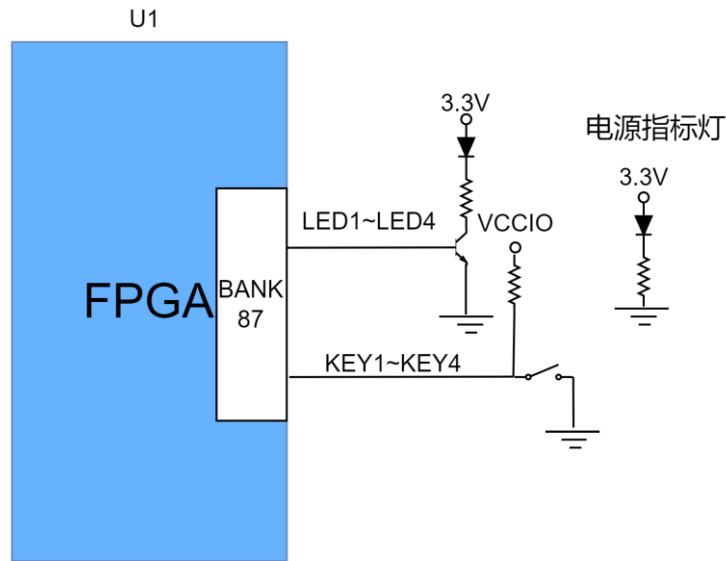 U1
3.3V
电源指标灯
3.3V
LED1~LED4
VCCIO
FPGA
BANK
87
KEY1~KEY4